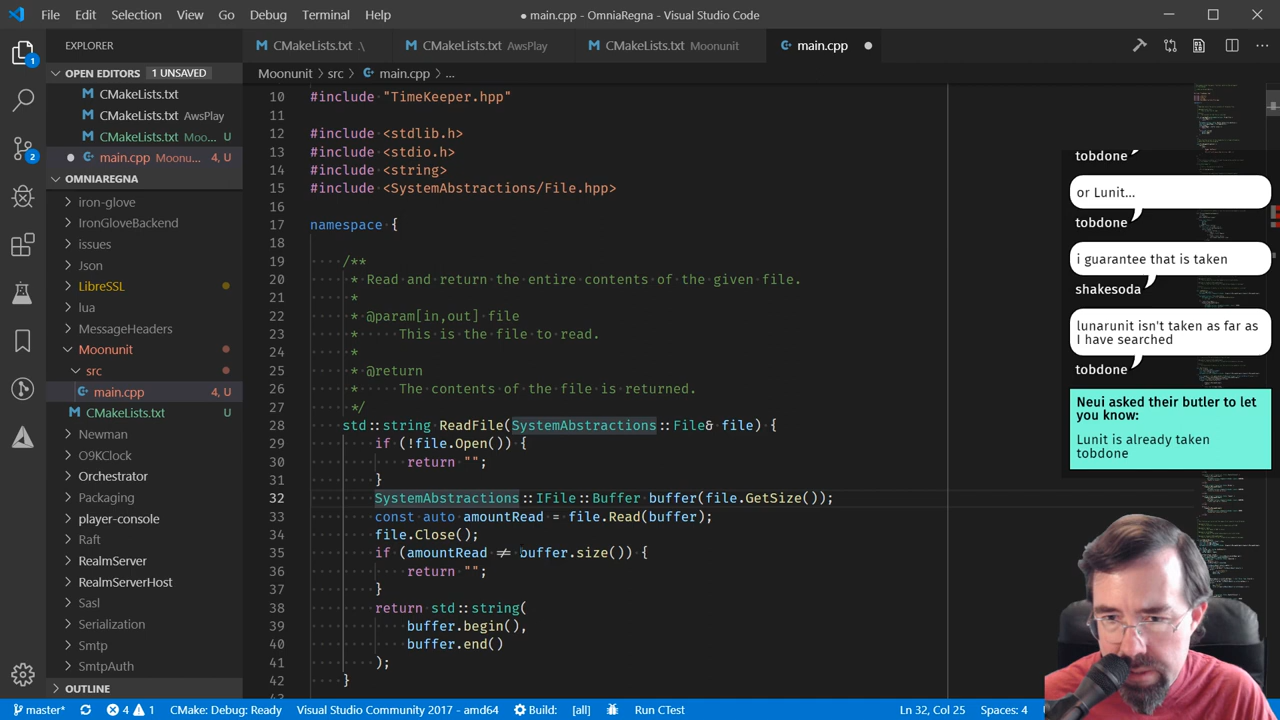 File Edit Selection View Go Debug Terminal Help
● main.cpp - OmniaRegna - Visual Studio Code
EXPLORER
OPEN EDITORS 1 UNSAVED
CMakeLists.txt
CMakeLists.txt AwsPlay
CMakeLists.txt Moo... U
main.cpp Moonu... 4, U
OMNIAREGNA
iron-glove
IronGloveBackend
issues
Json
LibreSSL
lua
MessageHeaders
Moonunit
src
main.cpp 4, U
CMakeLists.txt U
Newman
O9KClock
Orchestrator
Packaging
player-console
Raft
RealmServer
RealmServerHost
Sasl
Serialization
Smtp
SmtpAuth
OUTLINE
1
2
CMakeLists.txt .\ CMakeLists.txt AwsPlay CMakeLists.txt Moonunit main.cpp
Moonunit > src > main.cpp > ...
10 #include "TimeKeeper.hpp"
11
12 #include <stdlib.h>
13 #include <stdio.h>
14 #include <string>
15 #include <SystemAbstractions/File.hpp>
16
17 namespace {
18
19 /**
20 * Read and return the entire contents of the given file.
21 *
22 * @param[in,out] file
23 * This is the file to read.
24 *
25 * @return
26 * The contents of the file is returned.
27 */
28 std::string ReadFile(SystemAbstractions::File& file) {
29 if (!file.Open()) {
30 return "";
31 }
32 SystemAbstractions::IFile::Buffer buffer(file.GetSize());
33 const auto amountRead = file.Read(buffer);
34 file.Close();
35 if (amountRead != buffer.size()) {
36 return "";
37 }
38 return std::string(
39 buffer.begin(),
40 buffer.end()
41 );
42 }
tobdone
or Lunit...
tobdone
i guarantee that is taken
shakesoda
lunarunit isn't taken as far as
I have searched
tobdone
Neui asked their butler to let
you know:
Lunit is already taken
tobdone
master* 4 1 CMake: Debug: Ready Visual Studio Community 2017 - amd64 Build: [all] Run CTest Ln 32, Col 25 Spaces: 4